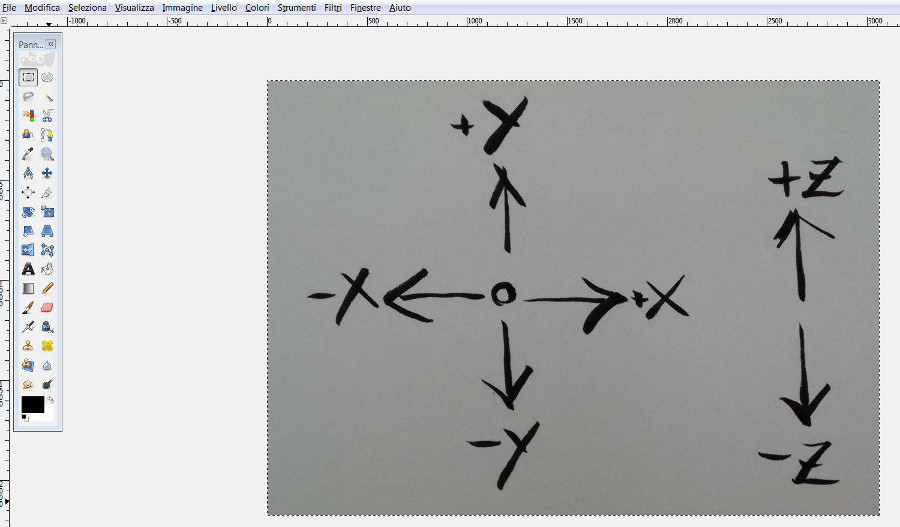 File Modifica Seleziona Visualizza Immagine Livello Colori Strumenti Filtri Finestre Aiuto
-1000 -500 0 500 1000 1500 2000 2500 3000
Pann...
+Y
+Z
-X O +X
-Y
-Z